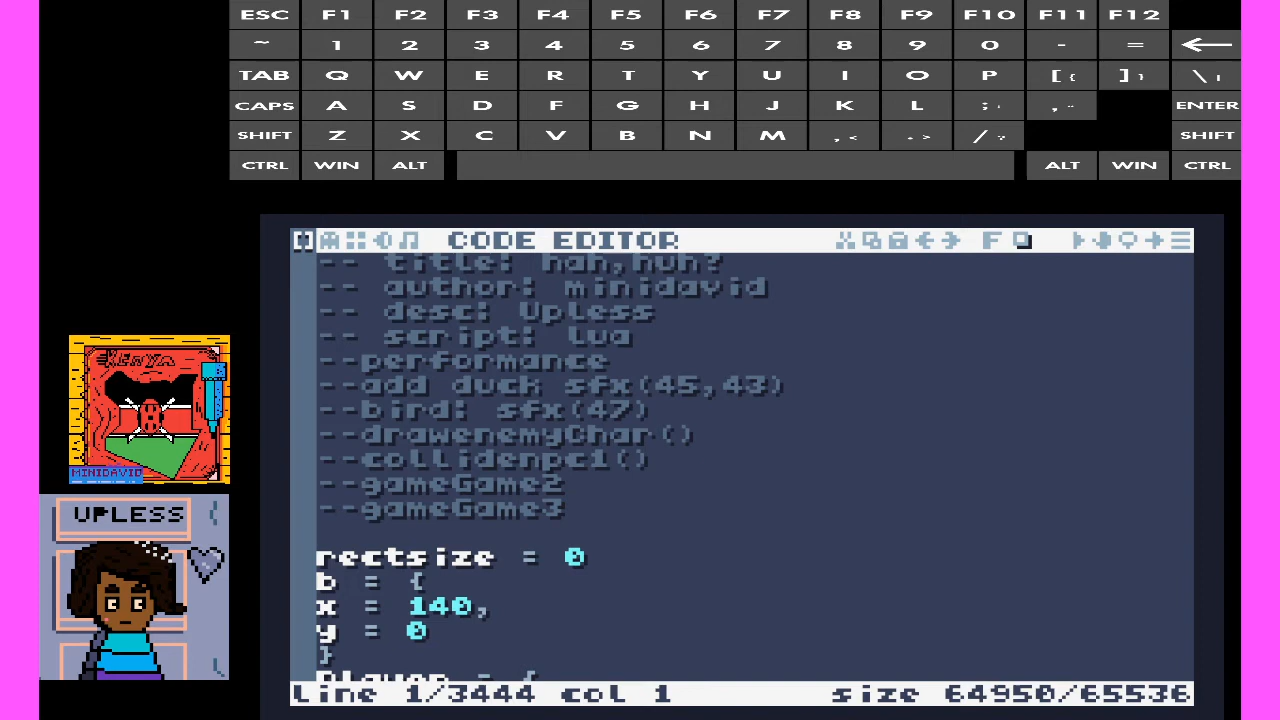 ESC F1 F2 F3 F4 F5 F6 F7 F8 F9 F10 F11 F12
~ 1 2 3 4 5 6 7 8 9 0 - =
TAB Q W E R T Y U I O P [ { ] } \ |
CAPS A S D F G H J K L ; ENTER
SHIFT Z X C V B N M , < . > / ? SHIFT
CTRL WIN ALT ALT WIN CTRL
CODE EDITOR F
-- title: hah,huh?
-- author: minidavid
-- desc: Upless
-- script: lua
--performance
--add duck sfx(45,43)
--bird: sfx(47)
--drawenemyChar()
--collidenpc1()
--gameGame2
--gameGame3
rectsize = 0
b = {
x = 140,
y = 0
}
player = {
line 1/3444 col 1 size 64950/65536
KENYA
MINIDAVID
UPLESS